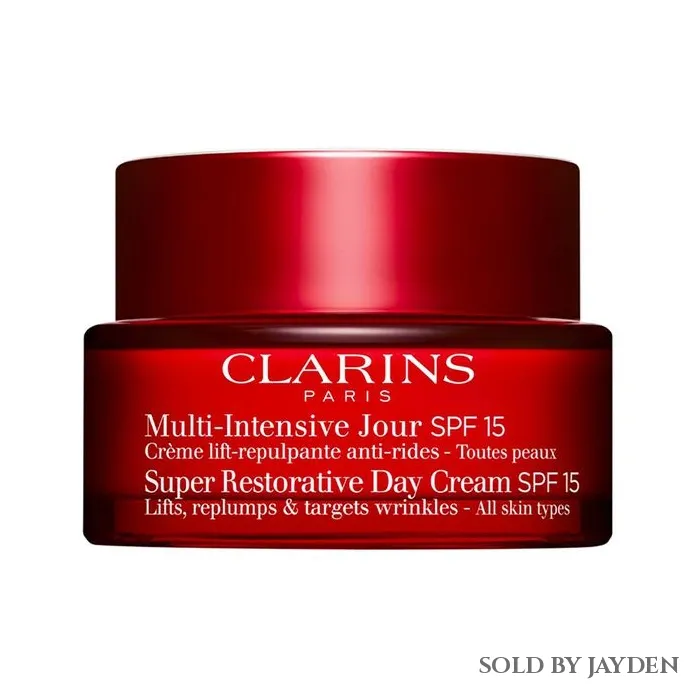 CLARINS
PARIS
Multi-Intensive Jour SPF 15
Crème lift-repulpante anti-rides - Toutes peaux
Super Restorative Day Cream SPF 15
Lifts, replumps & targets wrinkles - All skin types
SOLD BY JAYDEN